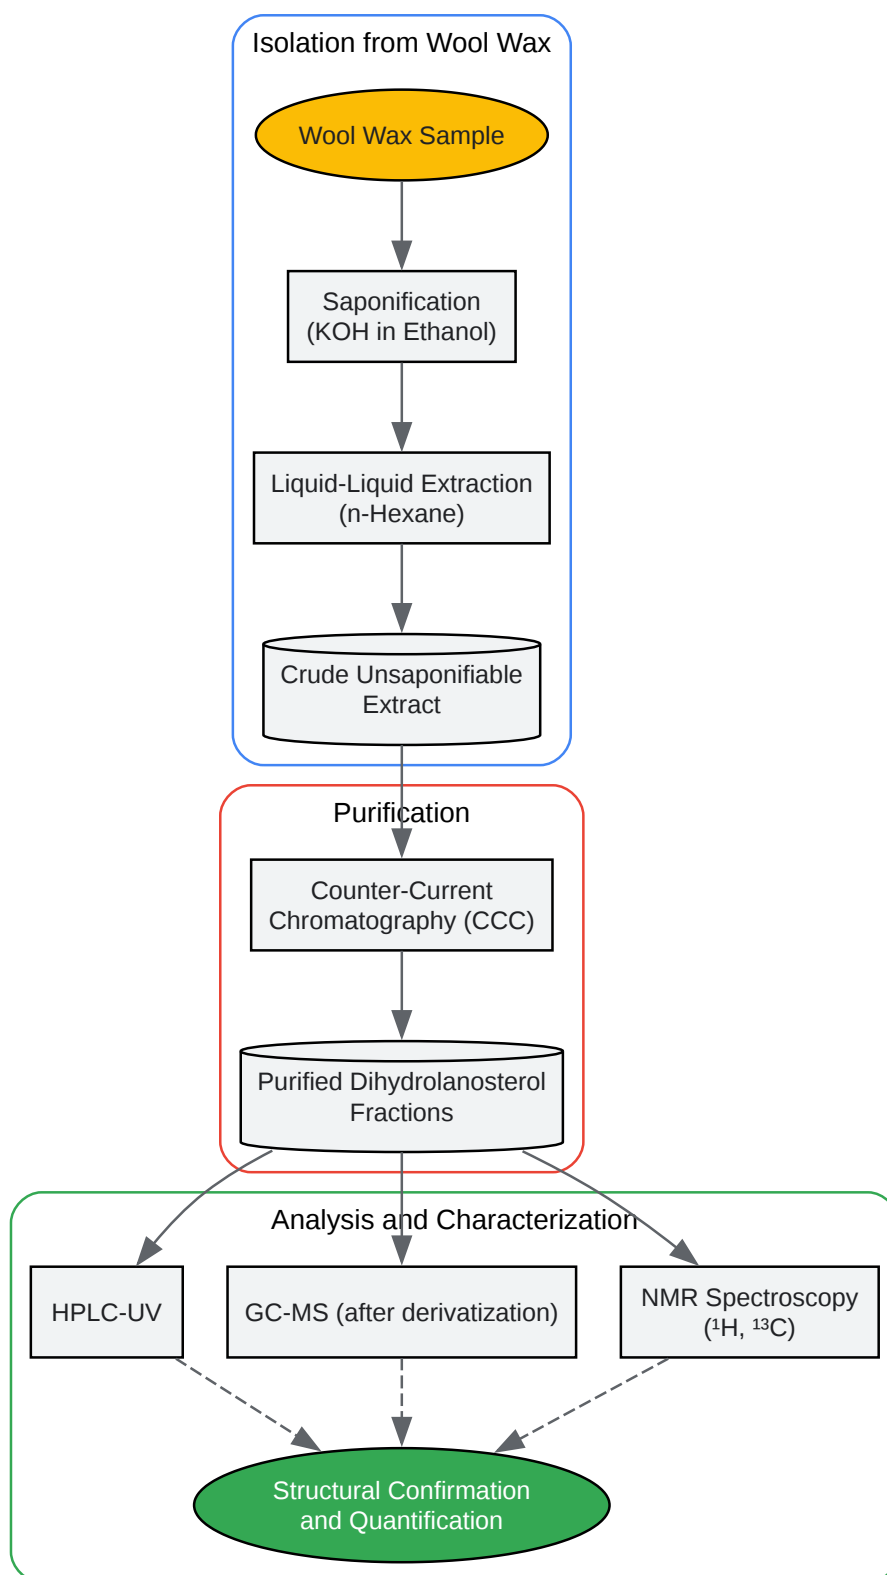 Isolation from Wool Wax
Wool Wax Sample
Saponification
(KOH in Ethanol)
Liquid-Liquid Extraction
(n-Hexane)
Crude Unsaponifiable
Extract
Purification
Counter-Current
Chromatography (CCC)
Purified Dihydrolanosterol
Fractions
Analysis and Characterization
HPLC-UV
GC-MS (after derivatization)
NMR Spectroscopy
(¹H, ¹³C)
Structural Confirmation
and Quantification